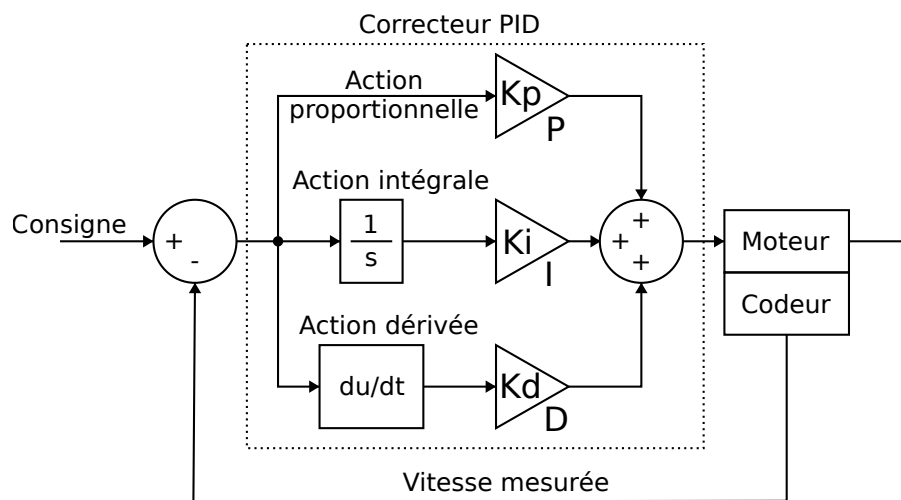 Correcteur PID
Action
proportionnelle
Kp
P
Action intégrale
Consigne
+
-
1
s
Ki
I
+
+
+
Moteur
Codeur
Action dérivée
du/dt
Kd
D
Vitesse mesurée